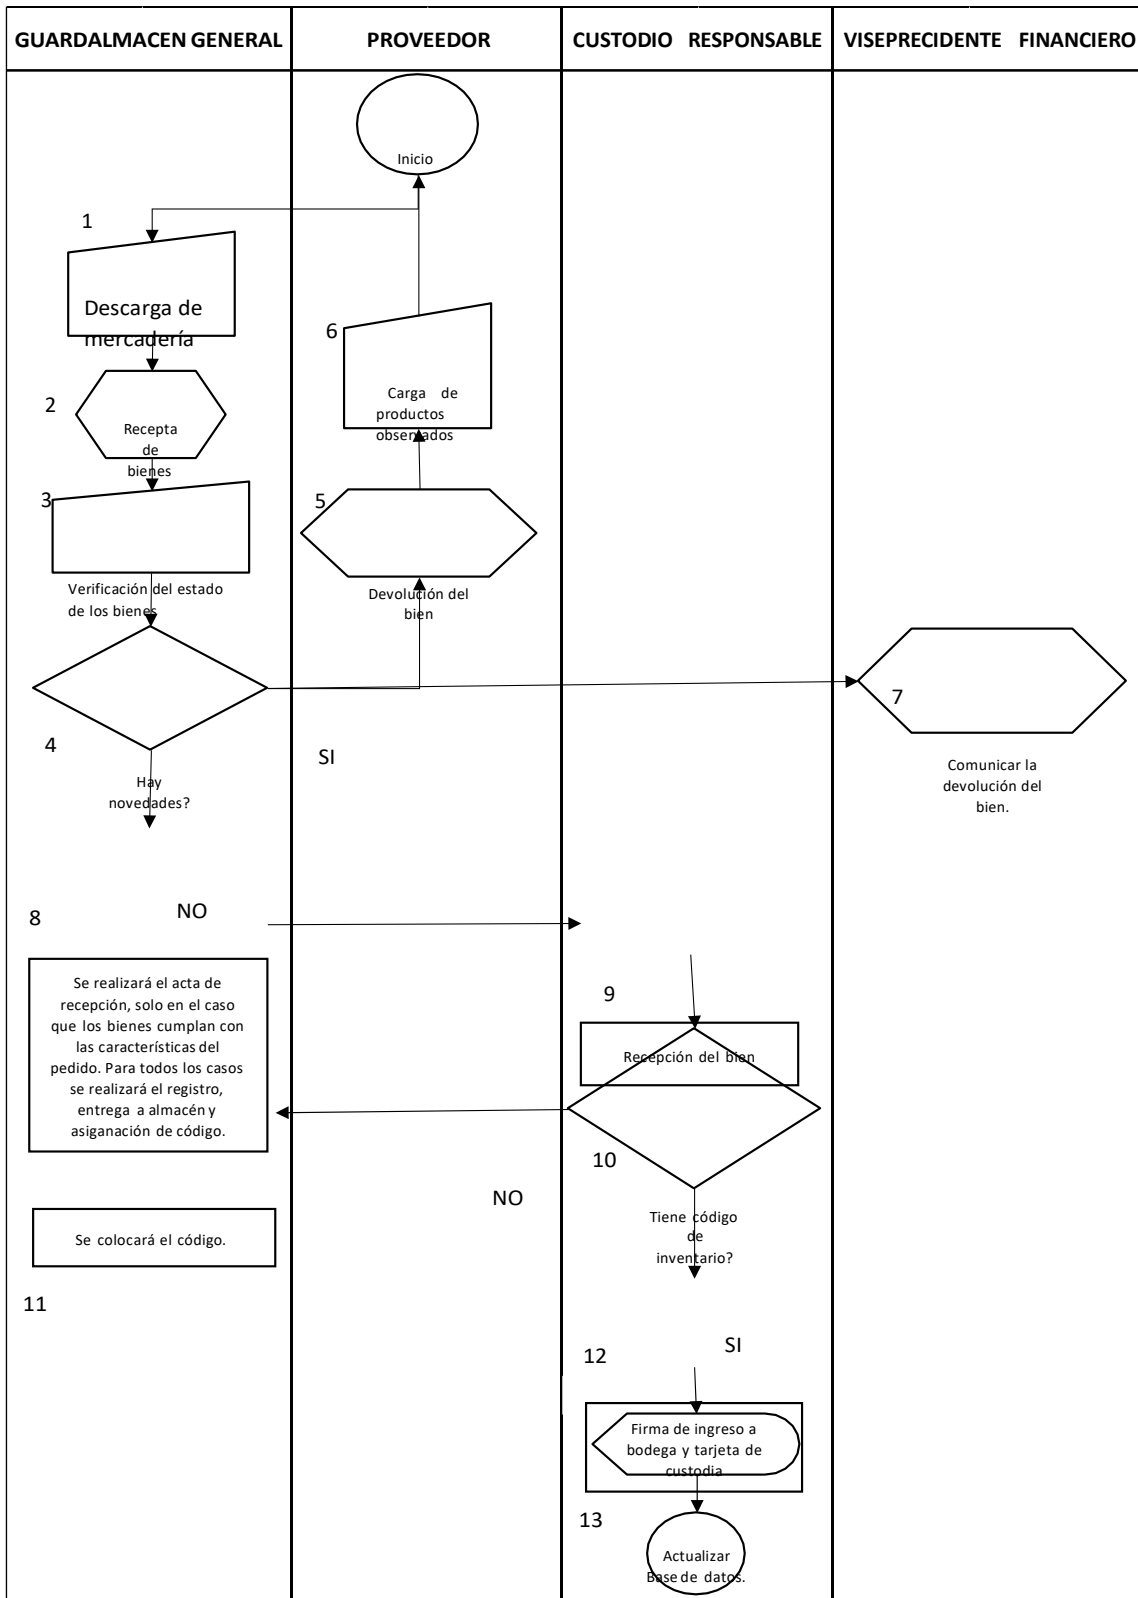 GUARDALMACEN GENERAL
PROVEEDOR
CUSTODIO RESPONSABLE
VISEPRECIDENTE FINANCIERO
Inicio
1
Descarga de
mercadería
6
Carga de
productos
observados
2
Recepta
de
bienes
3
5
Verificación del estado
de los bienes
Devolución del
bien
7
4
SI
Hay
novedades?
Comunicar la
devolución del
bien.
8
NO
Se realizará el acta de
recepción, solo en el caso
que los bienes cumplan con
las características del
pedido. Para todos los casos
se realizará el registro,
entrega a almacén y
asiganación de código.
9
Recepción del bien
10
NO
Tiene código
de
inventario?
Se colocará el código.
11
SI
12
Firma de ingreso a
bodega y tarjeta de
custodia
13
Actualizar
Base de datos.